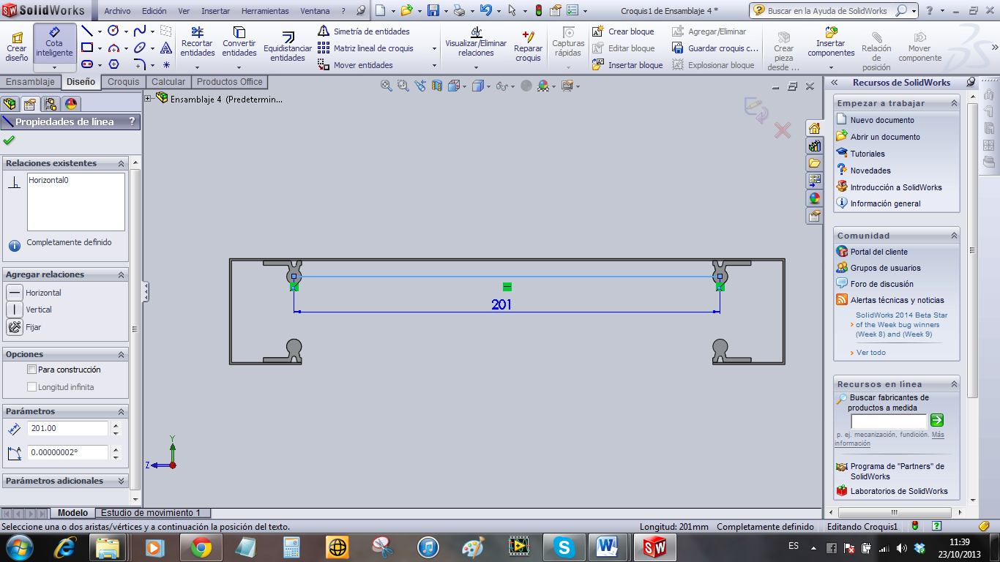 SolidWorks Archivo Edición Ver Insertar Herramientas Ventana ? Croquis1 de Ensamblaje 4 * Buscar en la Ayuda de SolidWorks ?
Crear diseño
Cota inteligente
Recortar entidades
Convertir entidades
Equidistanciar entidades
Simetría de entidades
Matriz lineal de croquis
Mover entidades
Visualizar/Eliminar relaciones
Reparar croquis
Capturas rápidas
Crear bloque
Editar bloque
Insertar bloque
Agregar/Eliminar
Guardar croquis c...
Explosionar bloque
Crear pieza desde ...
Insertar componentes
Relación de posición
Mover componente
Ensamblaje Diseño Croquis Calcular Productos Office
Ensamblaje 4 (Predetermin...
Propiedades de línea ?
Relaciones existentes
Horizontal0
Completamente definido
Agregar relaciones
Horizontal
Vertical
Fijar
Opciones
Para construcción
Longitud infinita
Parámetros
201.00
0.00000002°
Parámetros adicionales
201
Y
Z
Recursos de SolidWorks
Empezar a trabajar
Nuevo documento
Abrir un documento
Tutoriales
Novedades
Introducción a SolidWorks
Información general
Comunidad
Portal del cliente
Grupos de usuarios
Foro de discusión
Alertas técnicas y noticias
SolidWorks 2014 Beta Star
of the Week bug winners
(Week 8) and (Week 9)
Ver todo
Recursos en línea
Buscar fabricantes de
productos a medida
p. ej. mecanización, fundición. Más
información
Programa de "Partners" de
SolidWorks
Laboratorios de SolidWorks
Modelo Estudio de movimiento 1
Seleccione una o dos aristas/vértices y a continuación la posición del texto. Longitud: 201mm Completamente definido Editando Croquis1
ES
11:39
23/10/2013